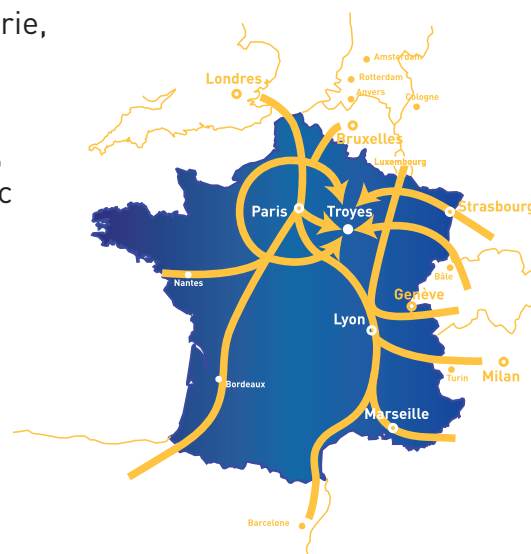 rie,
c
Amsterdam
Londres
Rotterdam
Anvers
Cologne
Bruxelles
Luxembourg
Paris
Troyes
Strasbourg
Bâle
Nantes
Genève
Lyon
Turin
Milan
Bordeaux
Marseille
Barcelone